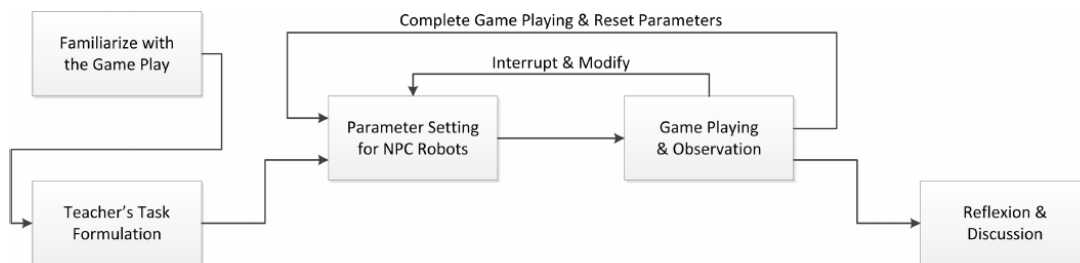 Complete Game Playing & Reset Parameters
Familiarize with
the Game Play
Interrupt & Modify
Parameter Setting
for NPC Robots
Game Playing
& Observation
Teacher's Task
Formulation
Reflexion &
Discussion